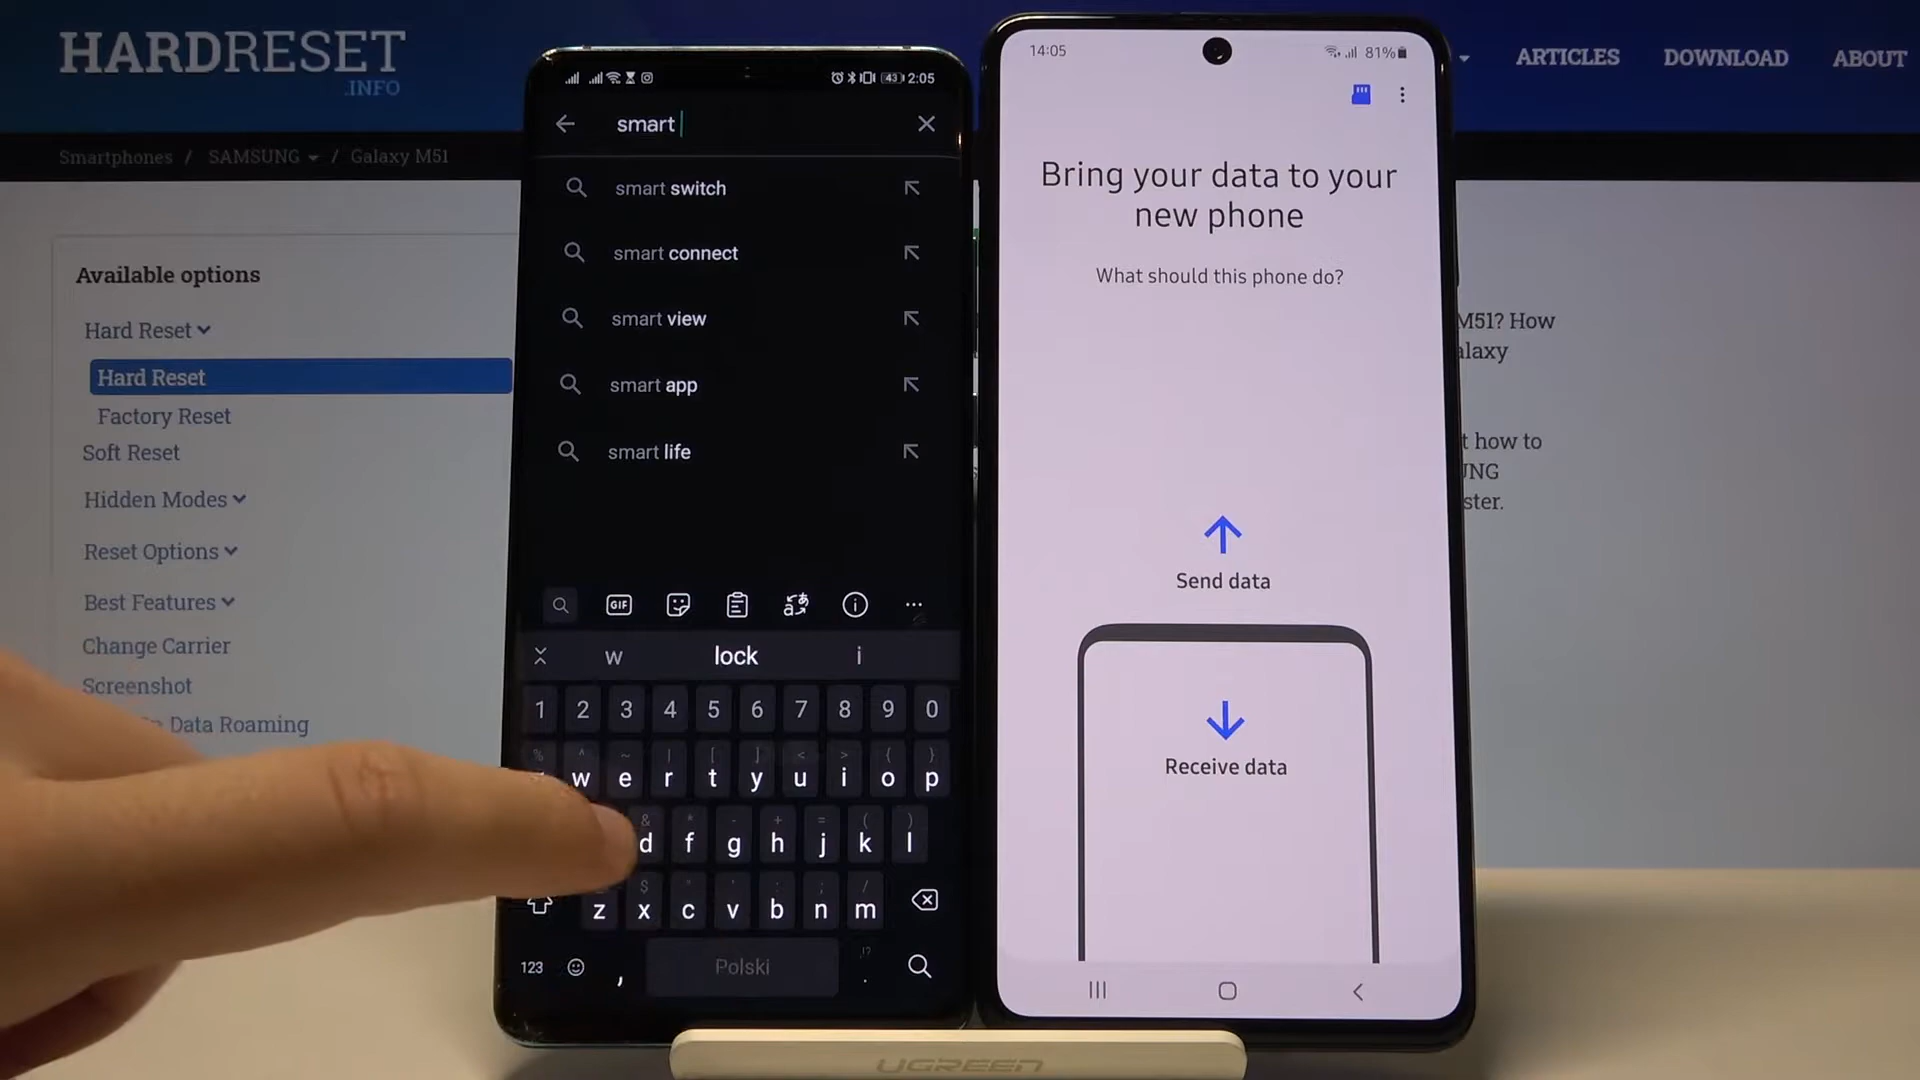 HARDRESET
.INFO
ARTICLES
DOWNLOAD
ABOUT
Smartphones / SAMSUNG / Galaxy M51
Available options
Hard Reset
Hard Reset
Factory Reset
Soft Reset
Hidden Modes
Reset Options
Best Features
Change Carrier
Screenshot
Data Roaming
M51? How
alaxy
t how to
NG
ster.
43 2:05
smart
smart switch
smart connect
smart view
smart app
smart life
GIF
w lock i
1 2 3 4 5 6 7 8 9 0
% ^ ~ | [ ] < > { }
w e r t y u i o p
& * - + = ( )
d f g h j k l
$ " ' : ; /
z x c v b n m
123 , Polski .
!?
14:05
81%
Bring your data to your
new phone
What should this phone do?
Send data
Receive data
UGREEN